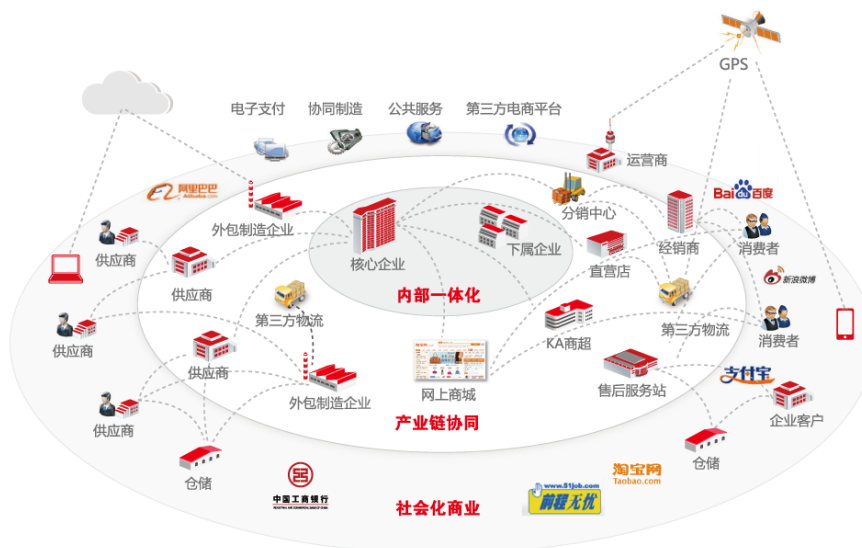 GPS
电子支付
协同制造
公共服务
第三方电商平台
运营商
阿里巴巴
Alibaba.com
Bai du 百度
外包制造企业
分销中心
供应商
核心企业
下属企业
经销商
消费者
直营店
供应商
内部一体化
新浪微博
第三方物流
第三方物流
供应商
KA商超
消费者
供应商
网上商城
售后服务站
支付宝
外包制造企业
供应商
产业链协同
企业客户
仓储
仓储
中国工商银行
社会化商业
www.51job.com
前程无忧
淘宝网
Taobao.com